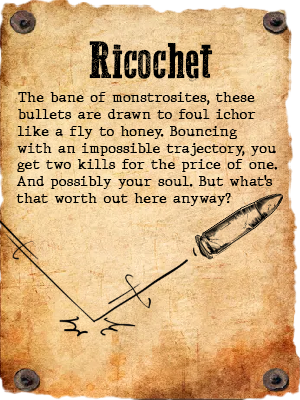 Ricochet
The bane of monstrosites, these
bullets are drawn to foul ichor
like a fly to honey. Bouncing
with an impossible trajectory, you
get two kills for the price of one.
And possibly your soul. But what's
that worth out here anyway?